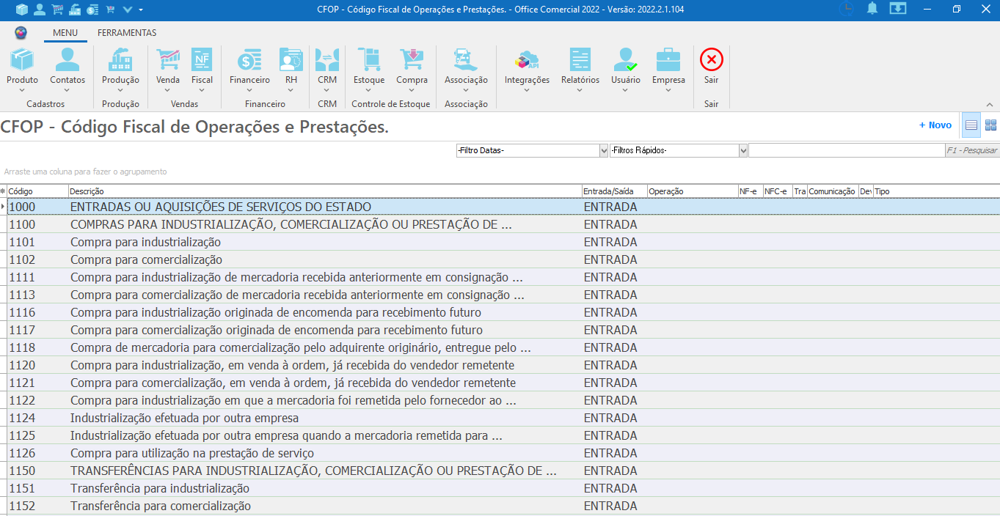 CFOP - Código Fiscal de Operações e Prestações. - Office Comercial 2022 - Versão: 2022.2.1.104
MENU FERRAMENTAS
NF API
Produto Contatos Produção Venda Fiscal Financeiro RH CRM Estoque Compra Associação Integrações Relatórios Usuário Empresa Sair
Cadastros Produção Vendas Financeiro CRM Controle de Estoque Associação Sair
CFOP - Código Fiscal de Operações e Prestações.
+ Novo
-Filtro Datas- -Filtros Rápidos- F1 - Pesquisar
Arraste uma coluna para fazer o agrupamento
Código Descrição Entrada/Saída Operação NF-e NFC-e Tra Comunicação Dev Tipo
1000 ENTRADAS OU AQUISIÇÕES DE SERVIÇOS DO ESTADO ENTRADA
1100 COMPRAS PARA INDUSTRIALIZAÇÃO, COMERCIALIZAÇÃO OU PRESTAÇÃO DE ... ENTRADA
1101 Compra para industrialização ENTRADA
1102 Compra para comercialização ENTRADA
1111 Compra para industrialização de mercadoria recebida anteriormente em consignação ... ENTRADA
1113 Compra para comercialização de mercadoria recebida anteriormente em consignação ... ENTRADA
1116 Compra para industrialização originada de encomenda para recebimento futuro ENTRADA
1117 Compra para comercialização originada de encomenda para recebimento futuro ENTRADA
1118 Compra de mercadoria para comercialização pelo adquirente originário, entregue pelo ... ENTRADA
1120 Compra para industrialização, em venda à ordem, já recebida do vendedor remetente ENTRADA
1121 Compra para comercialização, em venda à ordem, já recebida do vendedor remetente ENTRADA
1122 Compra para industrialização em que a mercadoria foi remetida pelo fornecedor ao ... ENTRADA
1124 Industrialização efetuada por outra empresa ENTRADA
1125 Industrialização efetuada por outra empresa quando a mercadoria remetida para ... ENTRADA
1126 Compra para utilização na prestação de serviço ENTRADA
1150 TRANSFERÊNCIAS PARA INDUSTRIALIZAÇÃO, COMERCIALIZAÇÃO OU PRESTAÇÃO DE ... ENTRADA
1151 Transferência para industrialização ENTRADA
1152 Transferência para comercialização ENTRADA